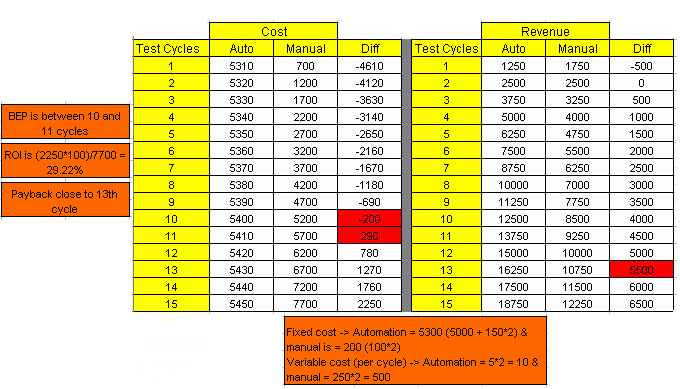 Cost Revenue
Test Cycles Auto Manual Diff Test Cycles Auto Manual Diff
1 5310 700 -4610 1 1250 1750 -500
2 5320 1200 -4120 2 2500 2500 0
3 5330 1700 -3630 3 3750 3250 500
4 5340 2200 -3140 4 5000 4000 1000
5 5350 2700 -2650 5 6250 4750 1500
6 5360 3200 -2160 6 7500 5500 2000
7 5370 3700 -1670 7 8750 6250 2500
8 5380 4200 -1180 8 10000 7000 3000
9 5390 4700 -690 9 11250 7750 3500
10 5400 5200 -200 10 12500 8500 4000
11 5410 5700 290 11 13750 9250 4500
12 5420 6200 780 12 15000 10000 5000
13 5430 6700 1270 13 16250 10750 5500
14 5440 7200 1760 14 17500 11500 6000
15 5450 7700 2250 15 18750 12250 6500
BEP is between 10 and
11 cycles
ROI is (2250*100)/7700 =
29.22%
Payback close to 13th
cycle
Fixed cost -> Automation = 5300 (5000 + 150*2) &
manual is = 200 (100*2)
Variable cost (per cycle) -> Automation = 5*2 = 10 &
manual = 250*2 = 500